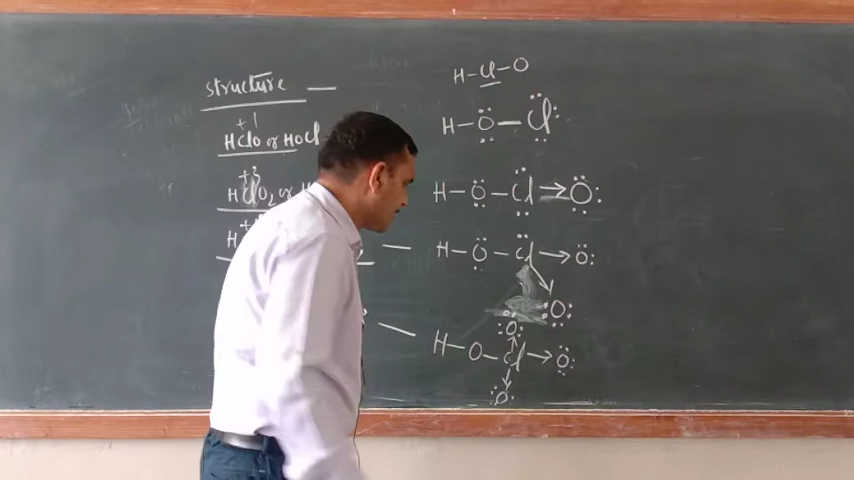 structure —
H-Cl-O
+1
HClO or HOCl
H-O-Cl
+3
HClO2 or H
H-O-Cl→O
H
— H-O-Cl→O
O
O
— H-O-Cl→O
O